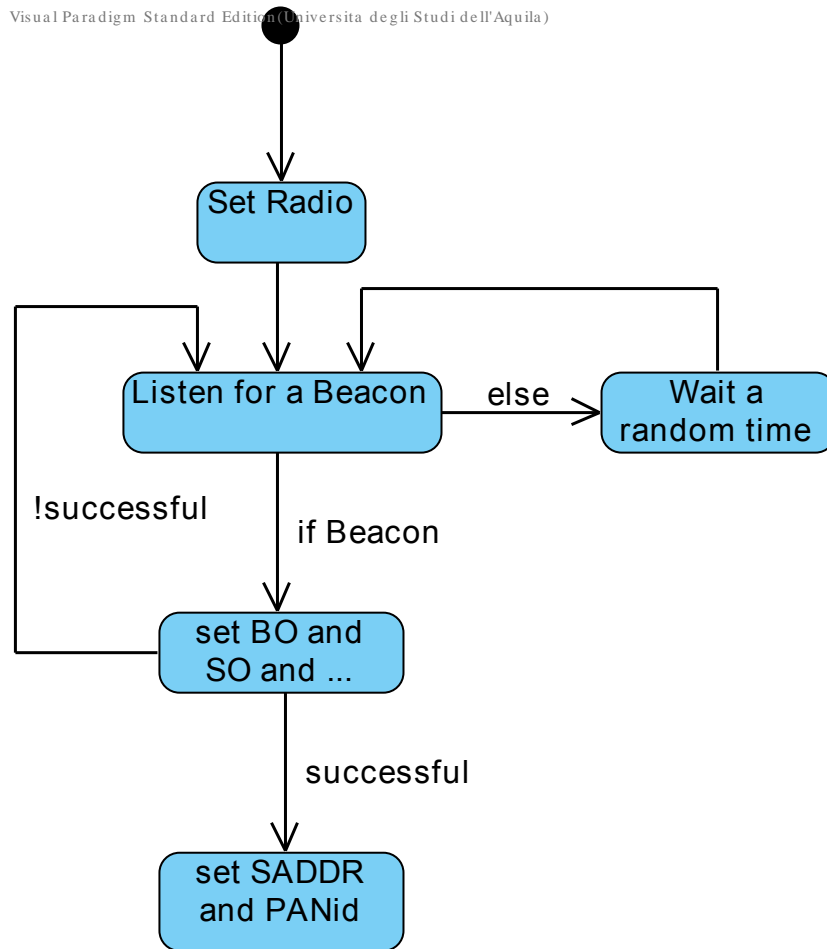 Visual Paradigm Standard Edition(Universita degli Studi dell'Aquila)
Set Radio
Listen for a Beacon
else
Wait a
random time
!successful
if Beacon
set BO and
SO and ...
successful
set SADDR
and PANid